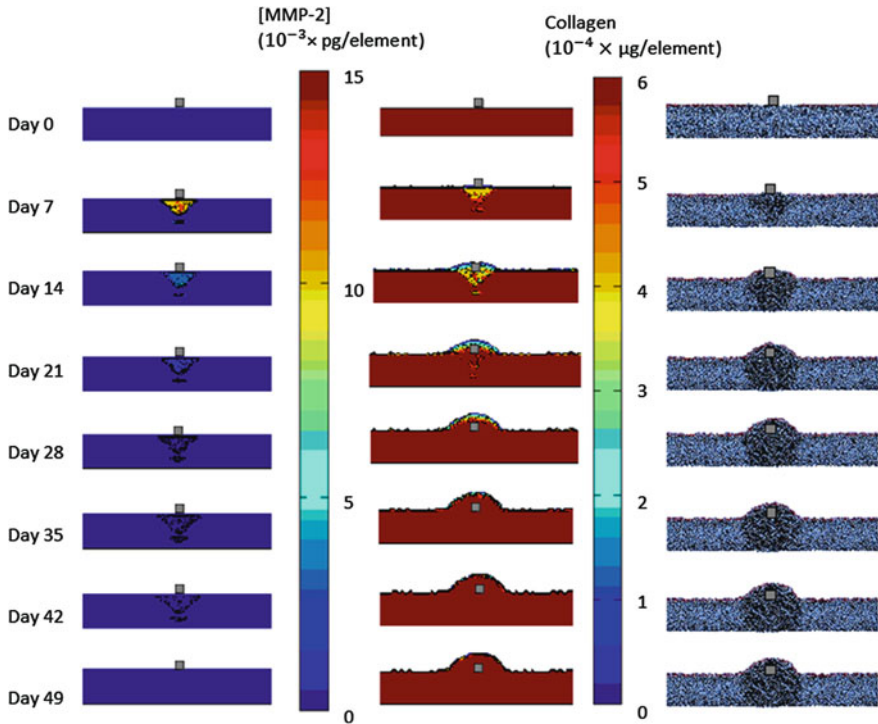 [MMP-2]
(10⁻³× pg/element)
Collagen
(10⁻⁴ × μg/element)
15
6
Day 0
5
Day 7
10
4
Day 14
Day 21
3
Day 28
5
2
Day 35
1
Day 42
Day 49
0
0